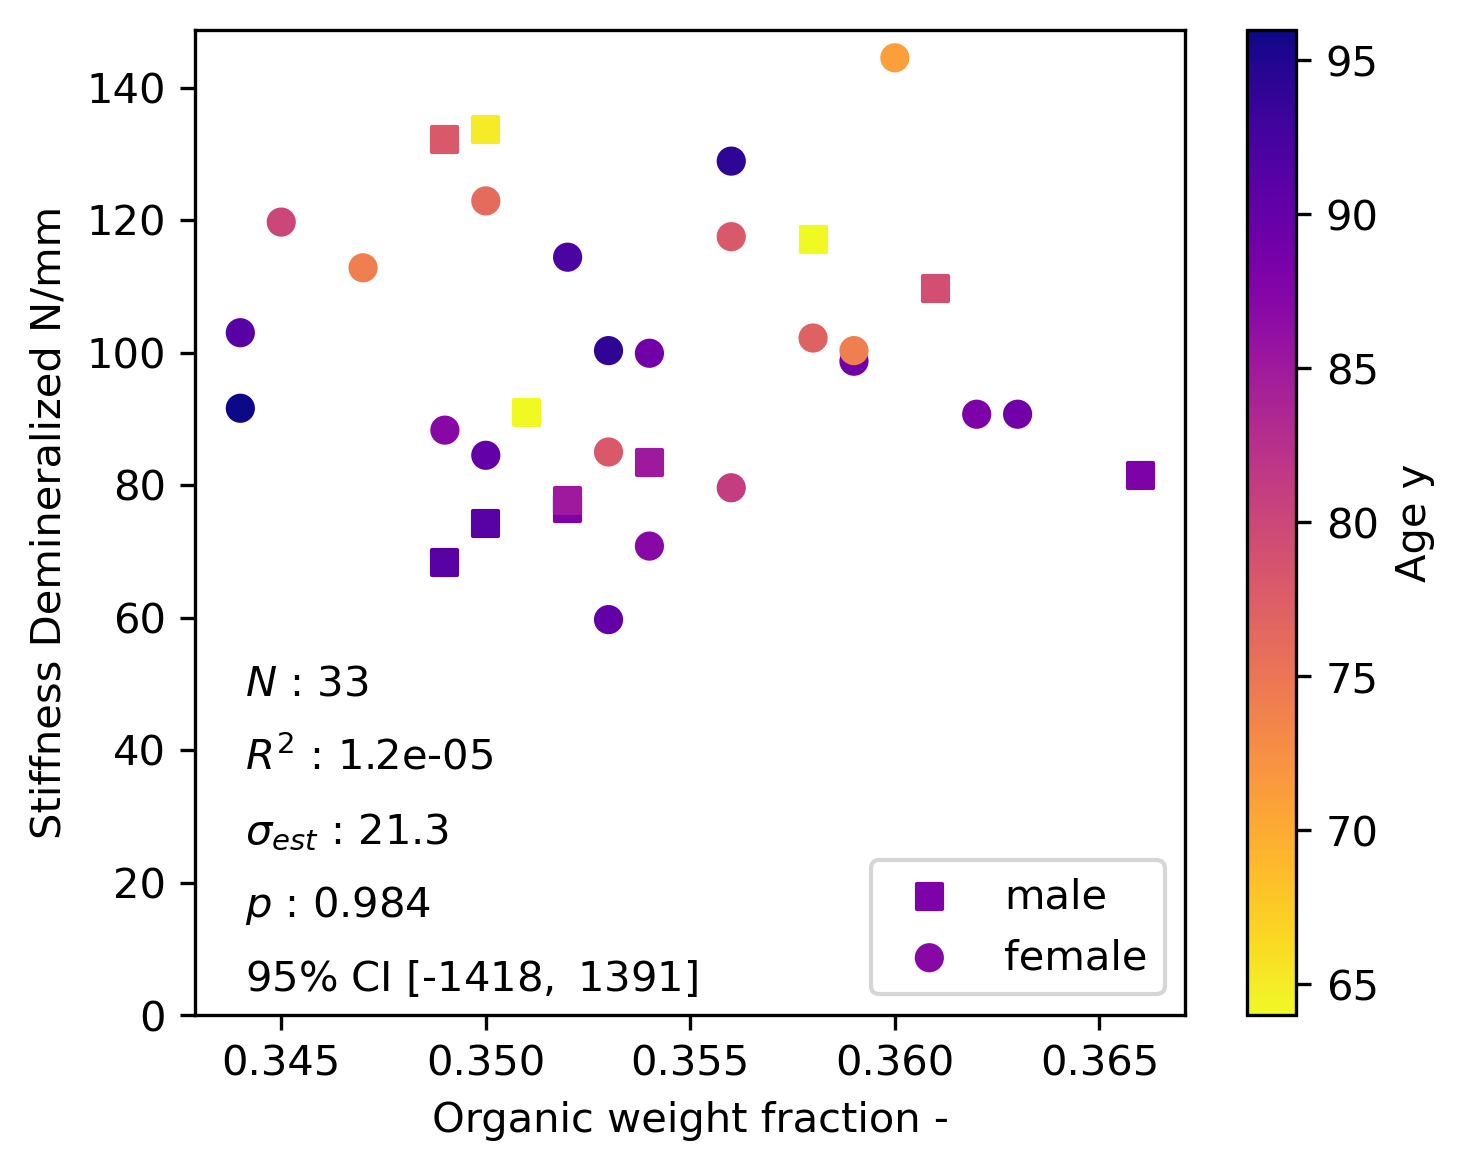 140
120
100
80
60
40
20
0
Stiffness Demineralized N/mm
N : 33
R² : 1.2e-05
σest : 21.3
p : 0.984
95% CI [-1418, 1391]
male
female
0.345 0.350 0.355 0.360 0.365
Organic weight fraction -
95
90
85
80
75
70
65
Age y